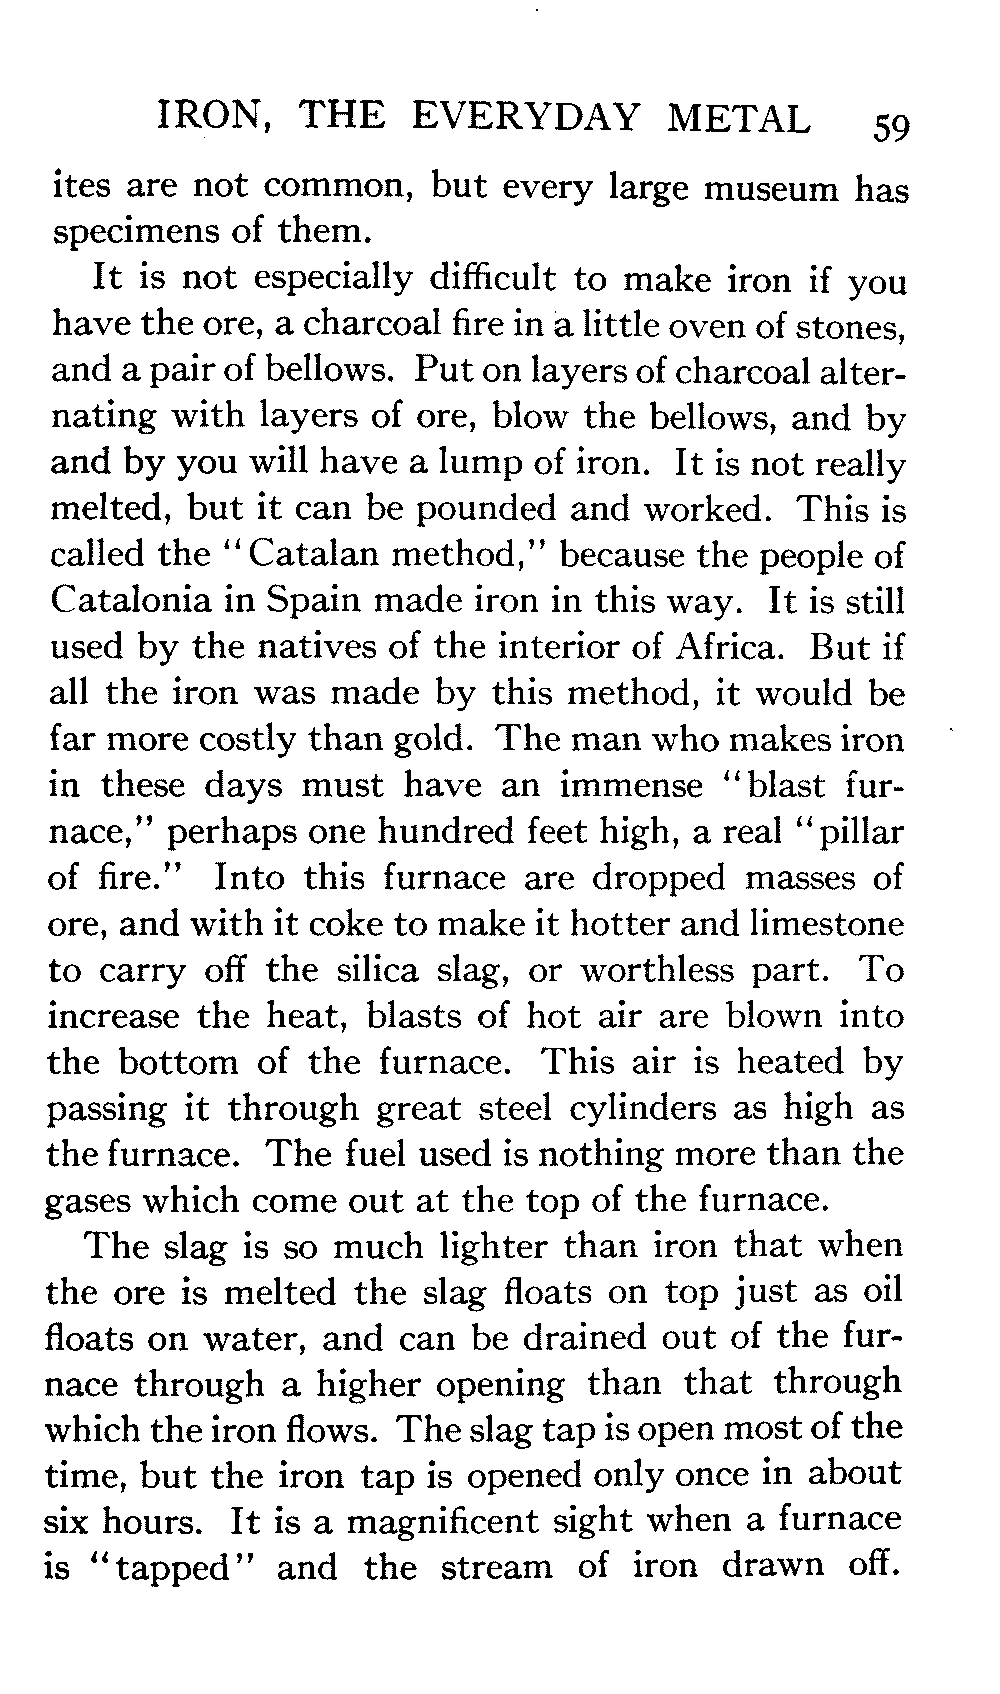 IRON, THE EVERYDAY METAL 59
ites are not common, but every large museum has
specimens of them.
It is not especially difficult to make iron if you
have the ore, a charcoal fire in a little oven of stones,
and a pair of bellows. Put on layers of charcoal alter-
nating with layers of ore, blow the bellows, and by
and by you will have a lump of iron. It is not really
melted, but it can be pounded and worked. This is
called the "Catalan method," because the people of
Catalonia in Spain made iron in this way. It is still
used by the natives of the interior of Africa. But if
all the iron was made by this method, it would be
far more costly than gold. The man who makes iron
in these days must have an immense "blast fur-
nace," perhaps one hundred feet high, a real "pillar
of fire." Into this furnace are dropped masses of
ore, and with it coke to make it hotter and limestone
to carry off the silica slag, or worthless part. To
increase the heat, blasts of hot air are blown into
the bottom of the furnace. This air is heated by
passing it through great steel cylinders as high as
the furnace. The fuel used is nothing more than the
gases which come out at the top of the furnace.
The slag is so much lighter than iron that when
the ore is melted the slag floats on top just as oil
floats on water, and can be drained out of the fur-
nace through a higher opening than that through
which the iron flows. The slag tap is open most of the
time, but the iron tap is opened only once in about
six hours. It is a magnificent sight when a furnace
is "tapped" and the stream of iron drawn off.